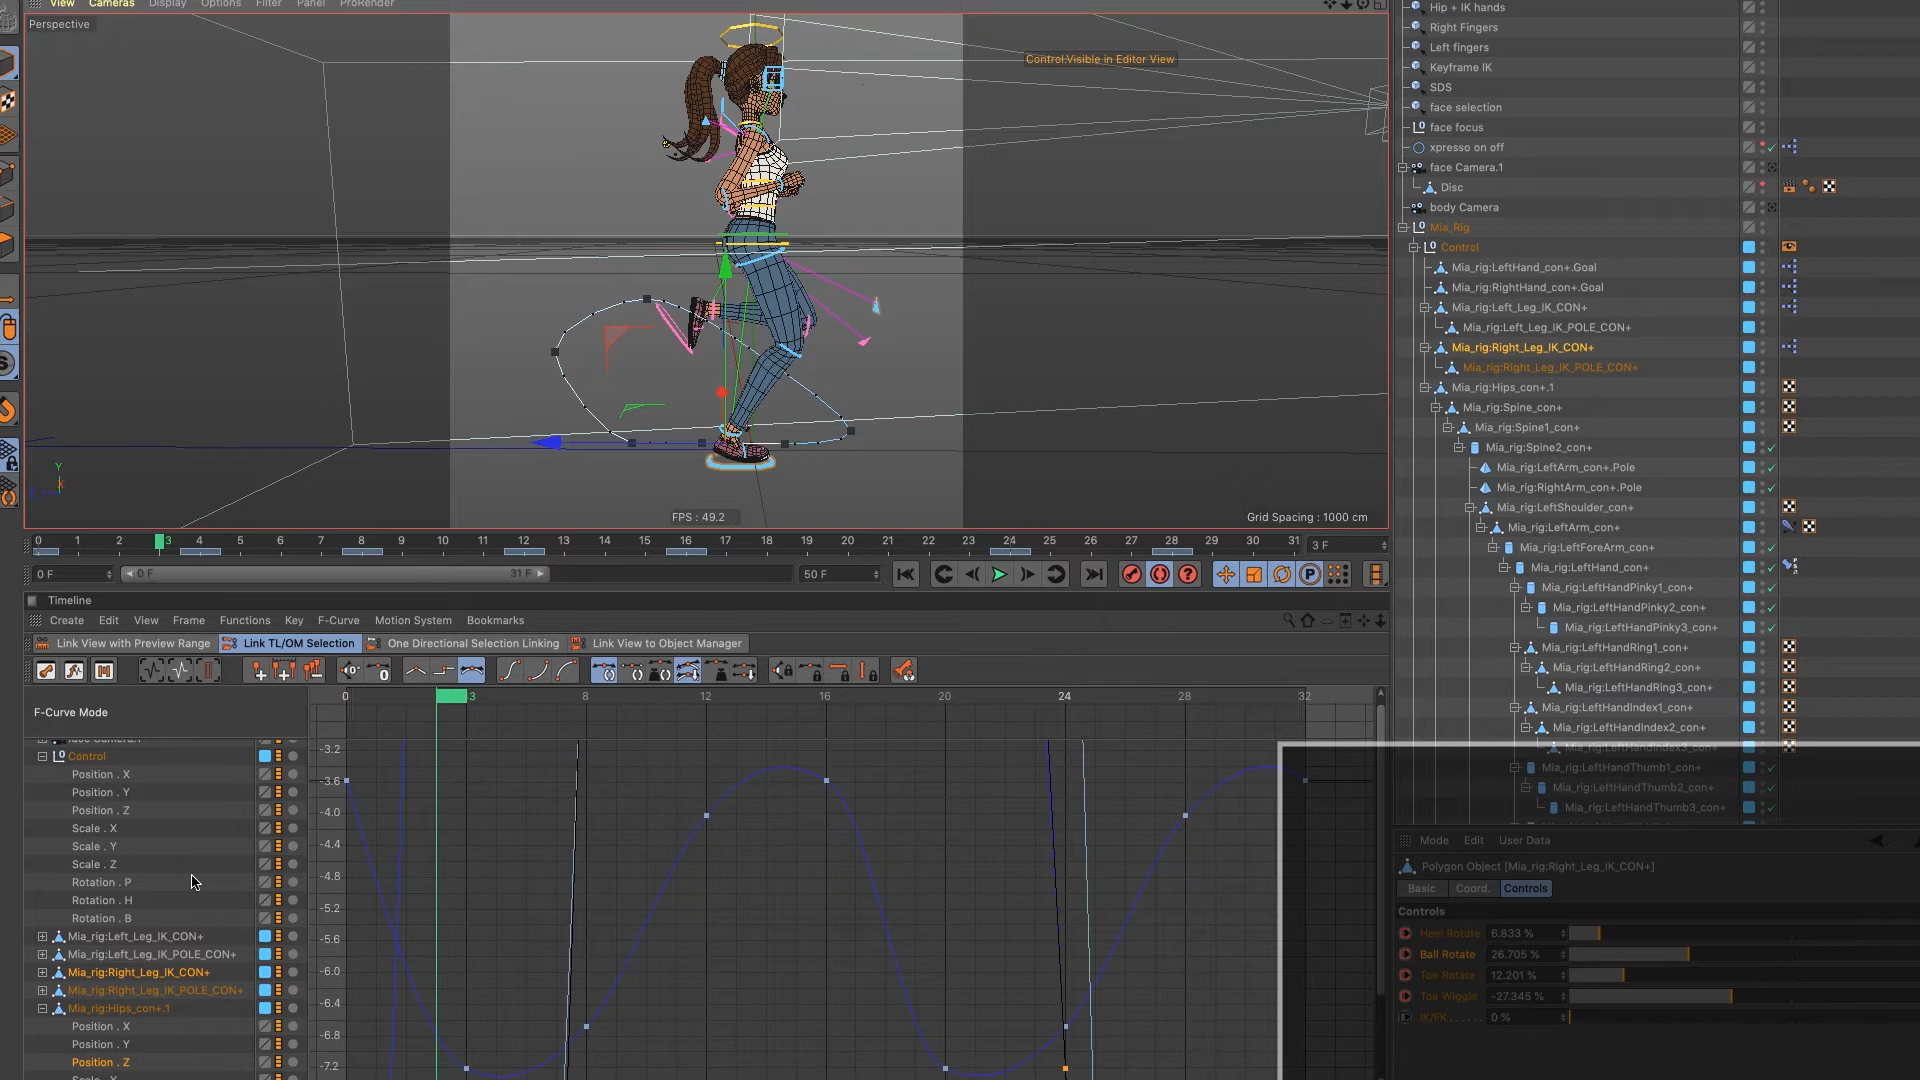 View Cameras Display Options Filter Panel ProRender
Perspective
Control:Visible in Editor View
FPS : 49.2
Grid Spacing : 1000 cm
X
Y
0 1 2 3 4 5 6 7 8 9 10 11 12 13 14 15 16 17 18 19 20 21 22 23 24 25 26 27 28 29 30 31
3 F
0 F
0 F
31 F
50 F
Timeline
Create Edit View Frame Functions Key F-Curve Motion System Bookmarks
Link View with Preview Range
Link TL/OM Selection
One Directional Selection Linking
Link View to Object Manager
0 3 8 12 16 20 24 28 32
F-Curve Mode
Control
Position . X
Position . Y
Position . Z
Scale . X
Scale . Y
Scale . Z
Rotation . P
Rotation . H
Rotation . B
Mia_rig:Left_Leg_IK_CON+
Mia_rig:Left_Leg_IK_POLE_CON+
Mia_rig:Right_Leg_IK_CON+
Mia_rig:Right_Leg_IK_POLE_CON+
Mia_rig:Hips_con+.1
Position . X
Position . Y
Position . Z
-3.2
-3.6
-4.0
-4.4
-4.8
-5.2
-5.6
-6.0
-6.4
-6.8
-7.2
Hip + IK hands
Right Fingers
Left fingers
Keyframe IK
SDS
face selection
face focus
xpresso on off
face Camera.1
Disc
body Camera
Mia_Rig
Control
Mia_rig:LeftHand_con+.Goal
Mia_rig:RightHand_con+.Goal
Mia_rig:Left_Leg_IK_CON+
Mia_rig:Left_Leg_IK_POLE_CON+
Mia_rig:Right_Leg_IK_CON+
Mia_rig:Right_Leg_IK_POLE_CON+
Mia_rig:Hips_con+.1
Mia_rig:Spine_con+
Mia_rig:Spine1_con+
Mia_rig:Spine2_con+
Mia_rig:LeftArm_con+.Pole
Mia_rig:RightArm_con+.Pole
Mia_rig:LeftShoulder_con+
Mia_rig:LeftArm_con+
Mia_rig:LeftForeArm_con+
Mia_rig:LeftHand_con+
Mia_rig:LeftHandPinky1_con+
Mia_rig:LeftHandPinky2_con+
Mia_rig:LeftHandPinky3_con+
Mia_rig:LeftHandRing1_con+
Mia_rig:LeftHandRing2_con+
Mia_rig:LeftHandRing3_con+
Mia_rig:LeftHandIndex1_con+
Mia_rig:LeftHandIndex2_con+
Mia_rig:LeftHandIndex3_con+
Mia_rig:LeftHandThumb1_con+
Mia_rig:LeftHandThumb2_con+
Mia_rig:LeftHandThumb3_con+
Mode Edit User Data
Polygon Object [Mia_rig:Right_Leg_IK_CON+]
Basic Coord. Controls
Controls
Heel Rotate 6.833 %
Ball Rotate 26.705 %
Toe Rotate 12.201 %
Toe Wiggle -27.345 %
IK/FK . . . . . 0 %